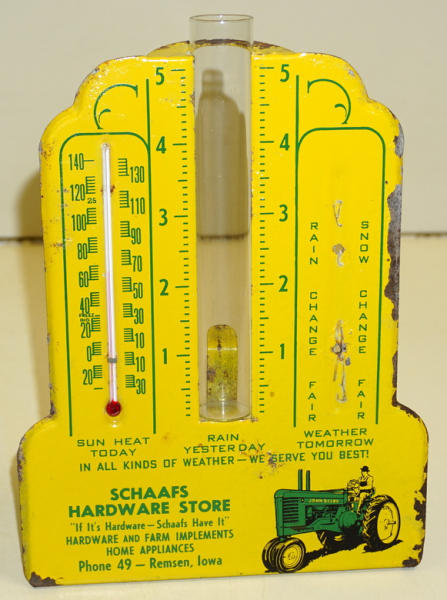 5
4
3
2
1
5
4
3
2
1
140
120
100
80
60
40
20
0
20
130
110
90
70
50
30
10
10
30
RAIN CHANGE FAIR
SNOW CHANGE FAIR
SUN HEAT
TODAY
RAIN
YESTERDAY
WEATHER
TOMORROW
IN ALL KINDS OF WEATHER—WE SERVE YOU BEST!
SCHAAFS
HARDWARE STORE
"If It's Hardware—Schaafs Have It"
HARDWARE AND FARM IMPLEMENTS
HOME APPLIANCES
Phone 49 — Remsen, Iowa
JOHN DEERE